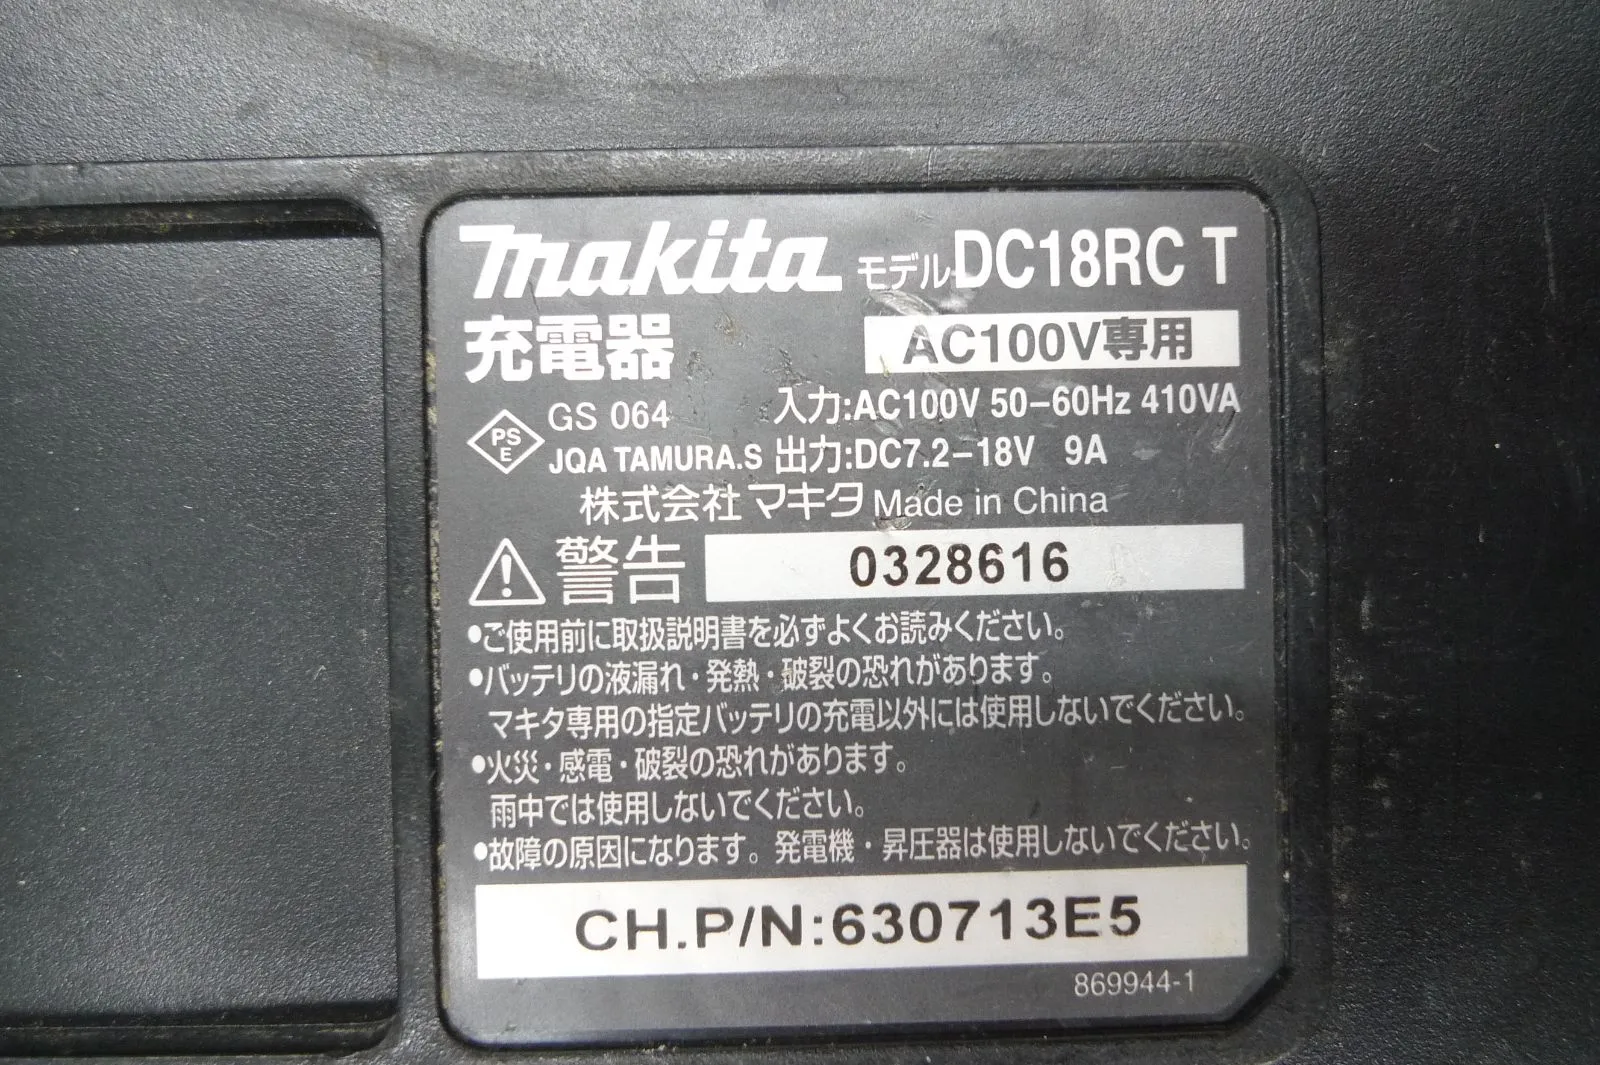 makita モデル DC18RC T
充電器 AC100V専用
PS E GS 064 入力:AC100V 50-60Hz 410VA
JQA TAMURA.S 出力:DC7.2-18V 9A
株式会社マキタ Made in China
警告 0328616
•ご使用前に取扱説明書を必ずよくお読みください。
•バッテリの液漏れ・発熱・破裂の恐れがあります。
マキタ専用の指定バッテリの充電以外には使用しないでください。
•火災・感電・破裂の恐れがあります。
雨中では使用しないでください。
•故障の原因になります。発電機・昇圧器は使用しないでください。
CH.P/N:630713E5
869944-1